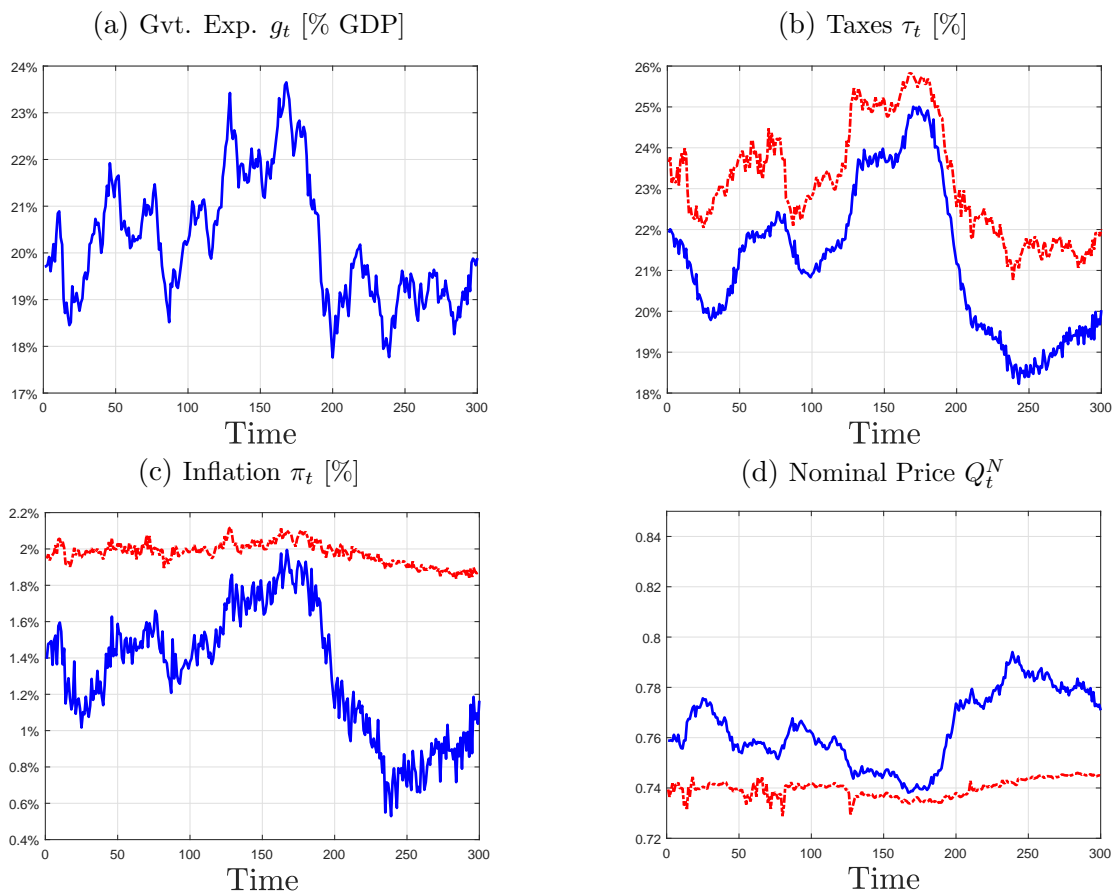 (a) Gvt. Exp. g_t [% GDP]
24%
23%
22%
21%
20%
19%
18%
17%
0 50 100 150 200 250 300
Time
(b) Taxes τ_t [%]
26%
25%
24%
23%
22%
21%
20%
19%
18%
0 50 100 150 200 250 300
Time
(c) Inflation π_t [%]
2.2%
2%
1.8%
1.6%
1.4%
1.2%
1%
0.8%
0.6%
0.4%
0 50 100 150 200 250 300
Time
(d) Nominal Price Q_t^N
0.84
0.82
0.8
0.78
0.76
0.74
0.72
0 50 100 150 200 250 300
Time